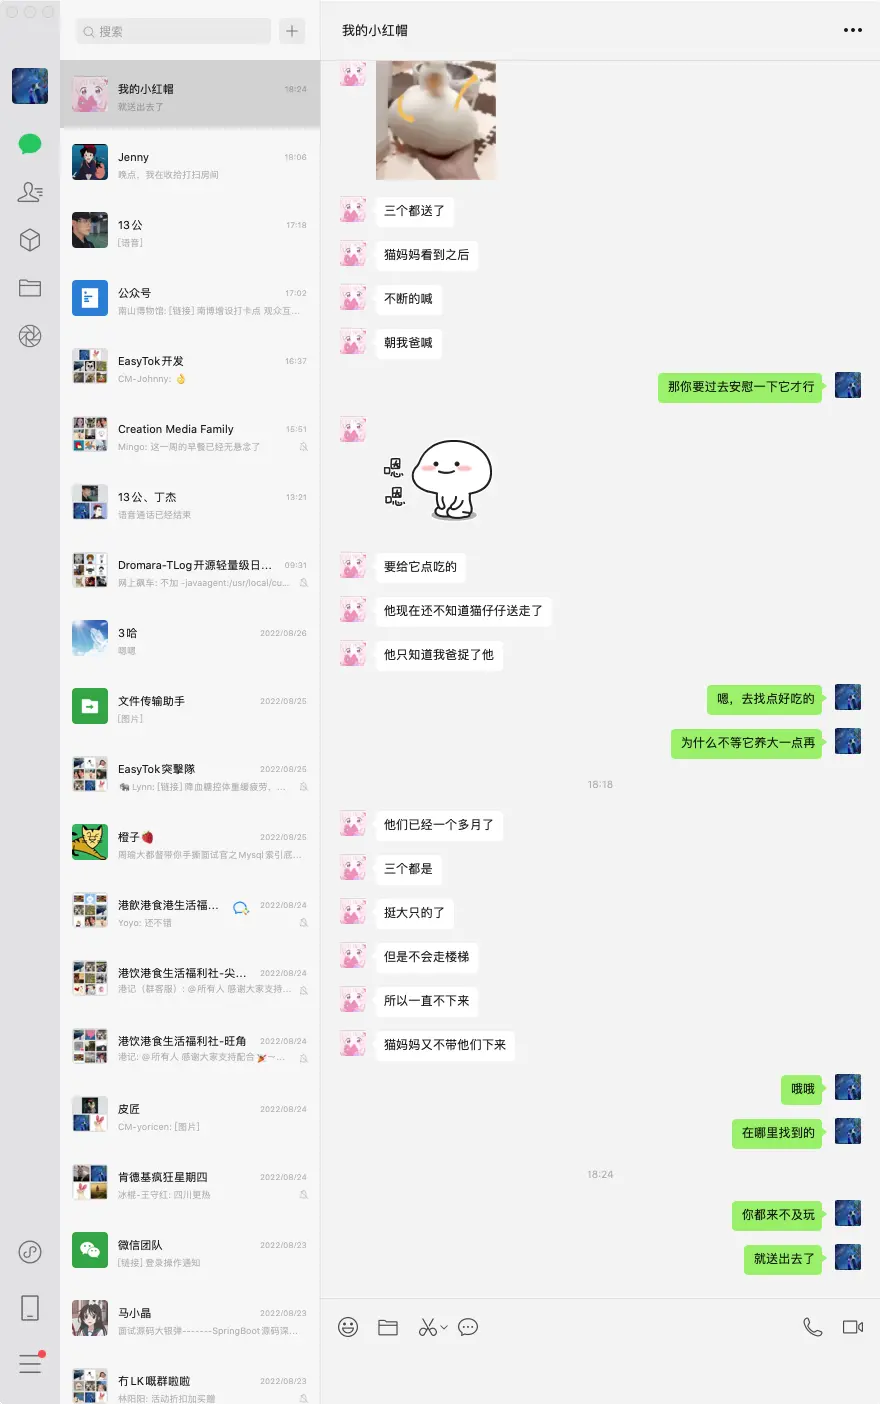 搜索
我的小红帽
18:24
就送出去了
Jenny
18:06
晚点，我在收拾打扫房间
13公
17:18
[语音]
公众号
17:02
南山博物馆: [链接] 南博增设打卡点 观众互...
EasyTok开发
16:37
CM-Johnny: 👌
Creation Media Family
15:51
Mingo: 这一周的早餐已经无悬念了
13公、丁杰
13:21
语音通话已经结束
Dromara-TLog开源轻量级日...
09:31
网上飙车: 不加 -javaagent:/usr/local/cu...
3哈
2022/08/26
嗯嗯
文件传输助手
2022/08/25
[图片]
EasyTok突擊隊
2022/08/25
Lynn: [链接] 降血糖控体重缓疲劳，...
橙子🍓
2022/08/25
周瑜大都督带你手撕面试官之Mysql索引底...
港飲港食港生活福...
2022/08/24
Yoyo: 还不错
港饮港食生活福利社-尖...
2022/08/24
港记（群客服）: @所有人 感谢大家支持...
港饮港食生活福利社-旺角
2022/08/24
港记: @所有人 感谢大家支持配合
皮匠
2022/08/24
CM-yoricen: [图片]
肯德基疯狂星期四
2022/08/24
冰棍-王守红: 四川更热
微信团队
2022/08/23
[链接] 登录操作通知
马小晶
2022/08/23
面试源码大银弹-------SpringBoot源码深...
冇LK嘅群啦啦
2022/08/23
林阳阳: 活动折扣加买赠
我的小红帽
三个都送了
猫妈妈看到之后
不断的喊
朝我爸喊
那你要过去安慰一下它才行
嗯
嗯
要给它点吃的
他现在还不知道猫仔仔送走了
他只知道我爸捉了他
嗯，去找点好吃的
为什么不等它养大一点再
18:18
他们已经一个多月了
三个都是
挺大只的了
但是不会走楼梯
所以一直不下来
猫妈妈又不带他们下来
哦哦
在哪里找到的
18:24
你都来不及玩
就送出去了